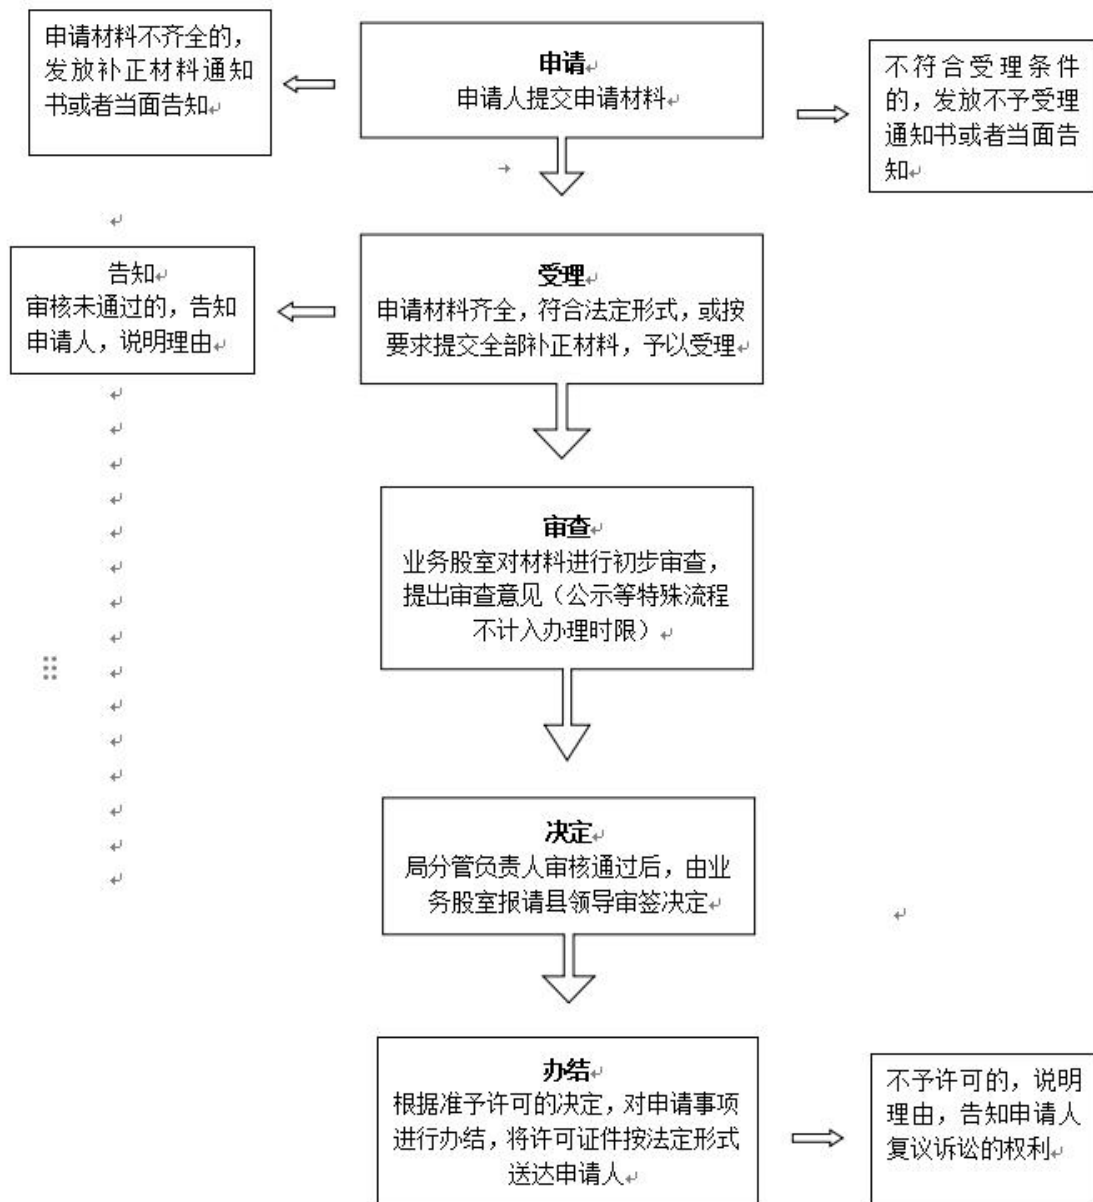 申请材料不齐全的，
发放补正材料通知
书或者当面告知
申请
申请人提交申请材料
不符合受理条件
的，发放不予受理
通知书或者当面告
知
告知
审核未通过的，告知
申请人，说明理由
受理
申请材料齐全，符合法定形式，或按
要求提交全部补正材料，予以受理
审查
业务股室对材料进行初步审查，
提出审查意见（公示等特殊流程
不计入办理时限）
决定
局分管负责人审核通过后，由业
务股室报请县领导审签决定
办结
根据准予许可的决定，对申请事项
进行办结，将许可证件按法定形式
送达申请人
不予许可的，说明
理由，告知申请人
复议诉讼的权利